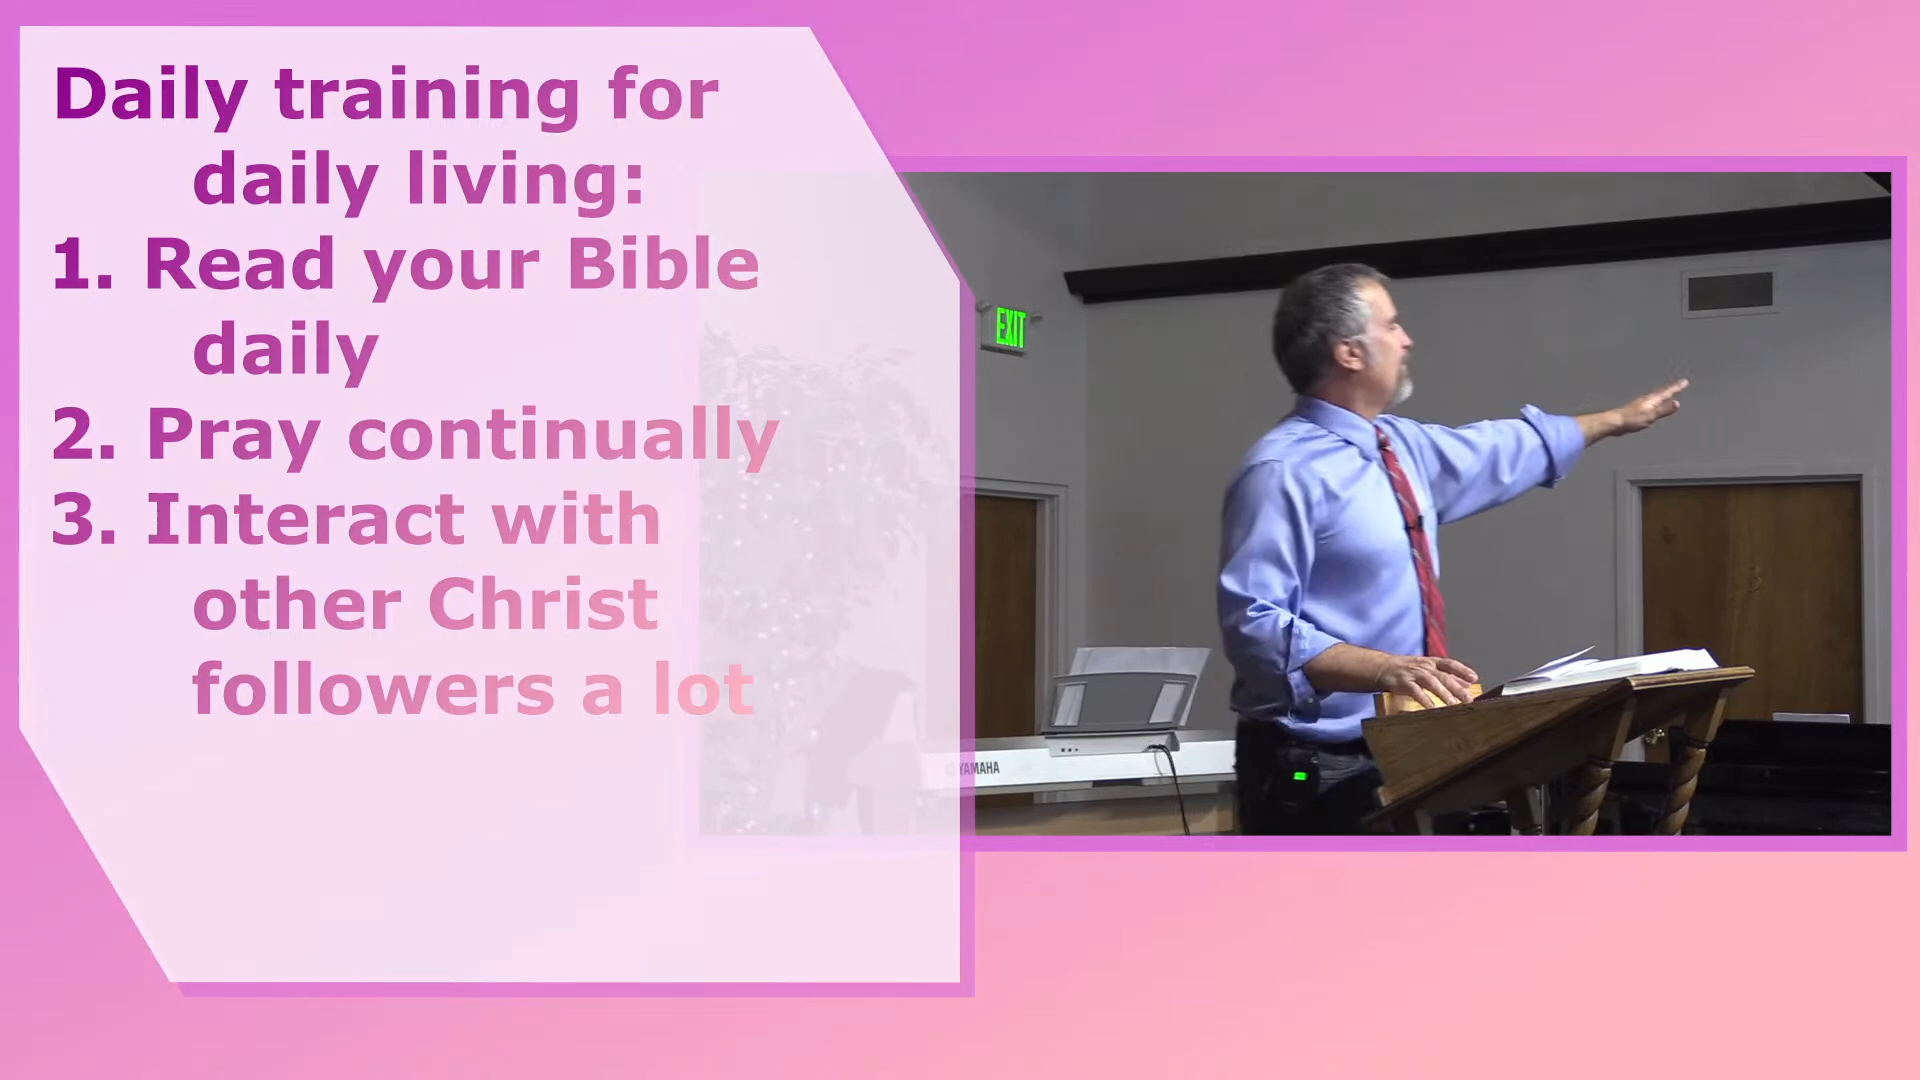 Daily training for
daily living:
1. Read your Bible
daily
2. Pray continually
3. Interact with
other Christ
followers a lot
EXIT
YAMAHA